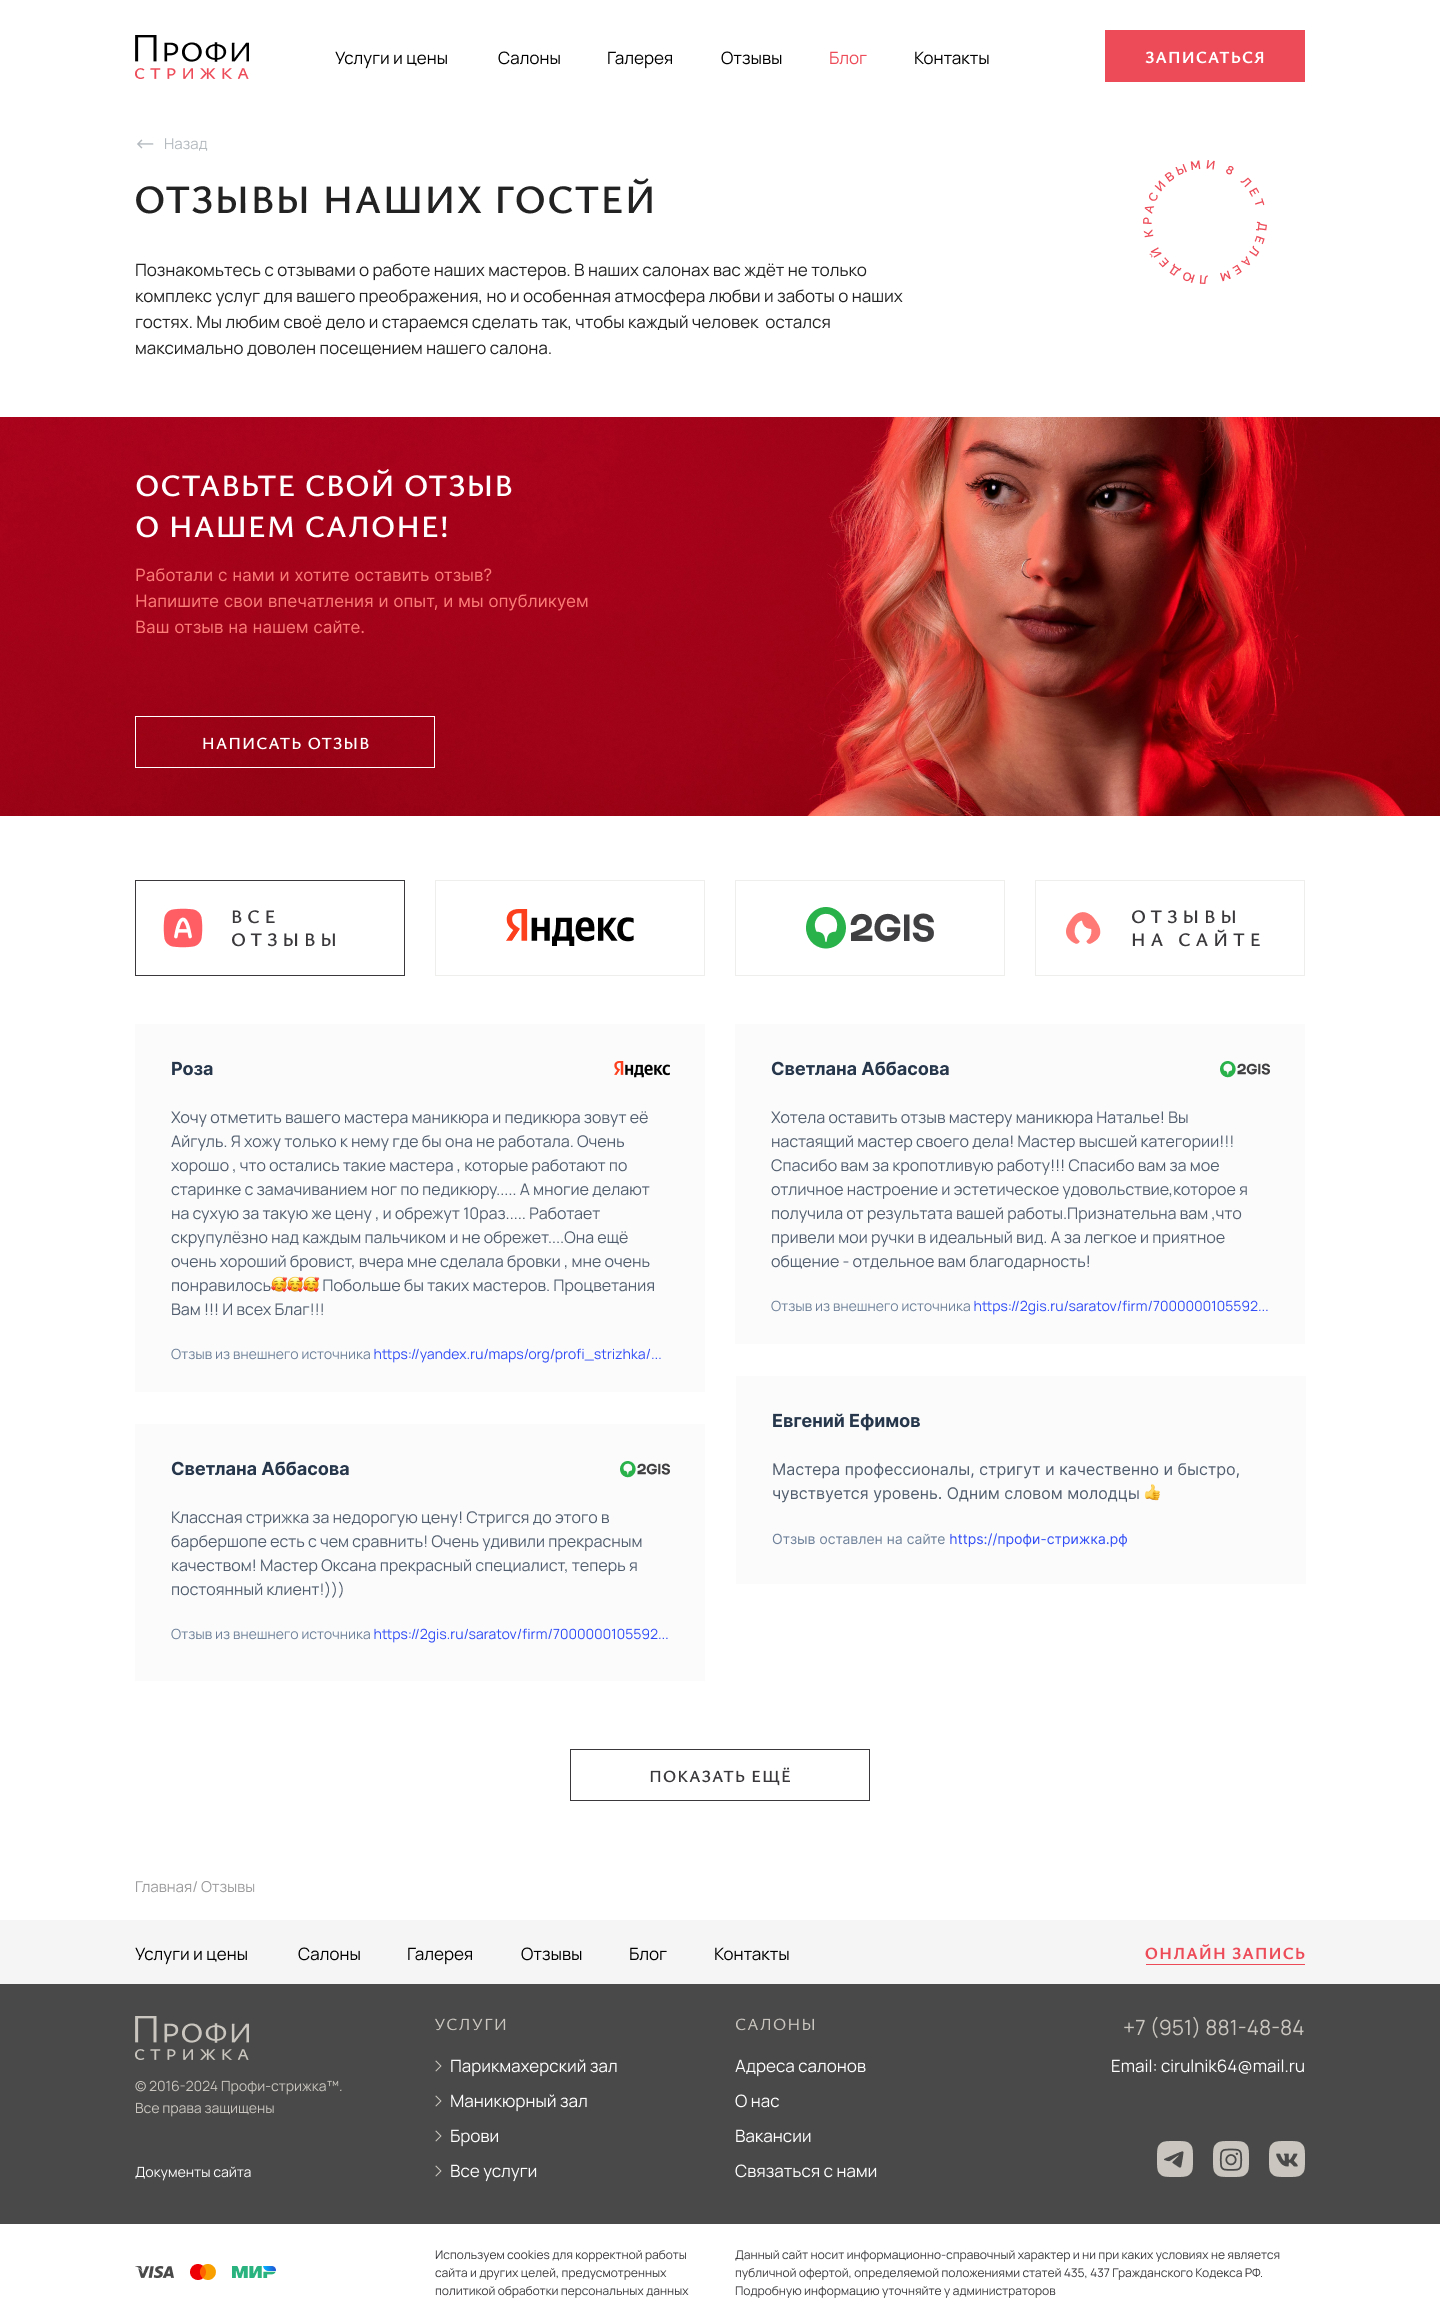 Профи
СТРИЖКА
Услуги и цены
Салоны
Галерея
Отзывы
Блог
Контакты
ЗАПИСАТЬСЯ
Назад
ОТЗЫВЫ НАШИХ ГОСТЕЙ
8 ЛЕТ ДЕЛАЕМ ЛЮДЕЙ КРАСИВЫМИ
Познакомьтесь с отзывами о работе наших мастеров. В наших салонах вас ждёт не только
комплекс услуг для вашего преображения, но и особенная атмосфера любви и заботы о наших
гостях. Мы любим своё дело и стараемся сделать так, чтобы каждый человек остался
максимально доволен посещением нашего салона.
ОСТАВЬТЕ СВОЙ ОТЗЫВ
О НАШЕМ САЛОНЕ!
Работали с нами и хотите оставить отзыв?
Напишите свои впечатления и опыт, и мы опубликуем
Ваш отзыв на нашем сайте.
НАПИСАТЬ ОТЗЫВ
А
ВСЕ
ОТЗЫВЫ
Яндекс
2GIS
ОТЗЫВЫ
НА САЙТЕ
Роза
Яндекс
Хочу отметить вашего мастера маникюра и педикюра зовут её
Айгуль. Я хожу только к нему где бы она не работала. Очень
хорошо , что остались такие мастера , которые работают по
старинке с замачиванием ног по педикюру..... А многие делают
на сухую за такую же цену , и обрежут 10раз..... Работает
скрупулёзно над каждым пальчиком и не обрежет....Она ещё
очень хороший бровист, вчера мне сделала бровки , мне очень
понравилось🥰🥰🥰 Побольше бы таких мастеров. Процветания
Вам !!! И всех Благ!!!
Отзыв из внешнего источника https://yandex.ru/maps/org/profi_strizhka/...
Светлана Аббасова
2GIS
Хотела оставить отзыв мастеру маникюра Наталье! Вы
настаящий мастер своего дела! Мастер высшей категории!!!
Спасибо вам за кропотливую работу!!! Спасибо вам за мое
отличное настроение и эстетическое удовольствие,которое я
получила от результата вашей работы.Признательна вам ,что
привели мои ручки в идеальный вид. А за легкое и приятное
общение - отдельное вам благодарность!
Отзыв из внешнего источника https://2gis.ru/saratov/firm/7000000105592...
Светлана Аббасова
2GIS
Классная стрижка за недорогую цену! Стригся до этого в
барбершопе есть с чем сравнить! Очень удивили прекрасным
качеством! Мастер Оксана прекрасный специалист, теперь я
постоянный клиент!)))
Отзыв из внешнего источника https://2gis.ru/saratov/firm/7000000105592...
Евгений Ефимов
Мастера профессионалы, стригут и качественно и быстро,
чувствуется уровень. Одним словом молодцы 👍
Отзыв оставлен на сайте https://профи-стрижка.рф
ПОКАЗАТЬ ЕЩЁ
Главная/ Отзывы
Услуги и цены
Салоны
Галерея
Отзывы
Блог
Контакты
ОНЛАЙН ЗАПИСЬ
Профи
СТРИЖКА
© 2016-2024 Профи-стрижка™.
Все права защищены
Документы сайта
УСЛУГИ
Парикмахерский зал
Маникюрный зал
Брови
Все услуги
САЛОНЫ
Адреса салонов
О нас
Вакансии
Связаться с нами
+7 (951) 881-48-84
Email: cirulnik64@mail.ru
VISA
МИР
Используем cookies для корректной работы
сайта и других целей, предусмотренных
политикой обработки персональных данных
Данный сайт носит информационно-справочный характер и ни при каких условиях не является
публичной офертой, определяемой положениями статей 435, 437 Гражданского Кодекса РФ.
Подробную информацию уточняйте у администраторов